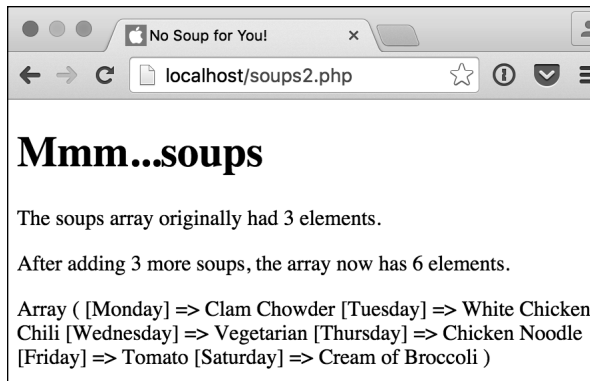 No Soup for You!
localhost/soups2.php
Mmm...soups
The soups array originally had 3 elements.
After adding 3 more soups, the array now has 6 elements.
Array ( [Monday] => Clam Chowder [Tuesday] => White Chicken
Chili [Wednesday] => Vegetarian [Thursday] => Chicken Noodle
[Friday] => Tomato [Saturday] => Cream of Broccoli )